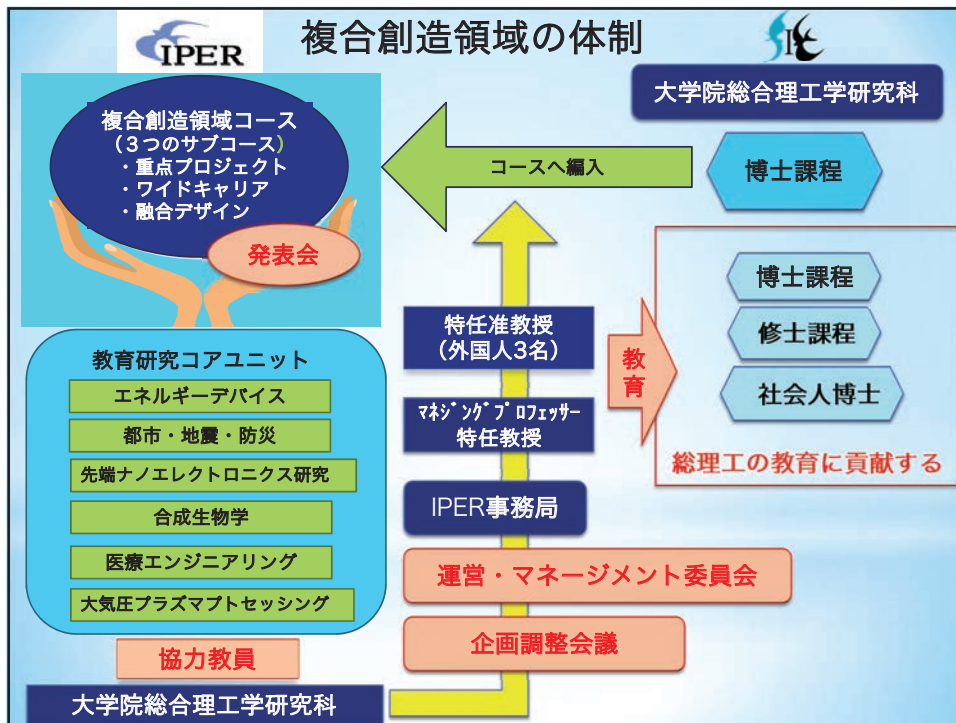 IPER
複合創造領域の体制
大学院総合理工学研究科
複合創造領域コース
(3つのサブコース)
・重点プロジェクト
・ワイドキャリア
・融合デザイン
発表会
コースへ編入
博士課程
教育研究コアユニット
エネルギーデバイス
都市・地震・防災
先端ナノエレクトロニクス研究
合成生物学
医療エンジニアリング
大気圧プラズマプトセッシング
協力教員
大学院総合理工学研究科
特任准教授
(外国人3名)
ﾏﾈｼﾞﾝｸﾞﾌﾟﾛﾌｪｯｻｰ
特任教授
IPER事務局
運営・マネージメント委員会
企画調整会議
教育
博士課程
修士課程
社会人博士
総理工の教育に貢献する